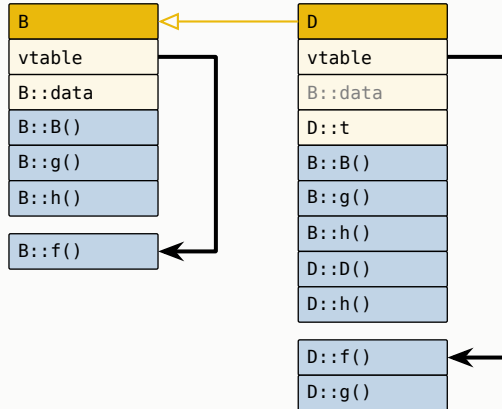 B
vtable
B::data
B::B()
B::g()
B::h()
B::f()
D
vtable
B::data
D::t
B::B()
B::g()
B::h()
D::D()
D::h()
D::f()
D::g()